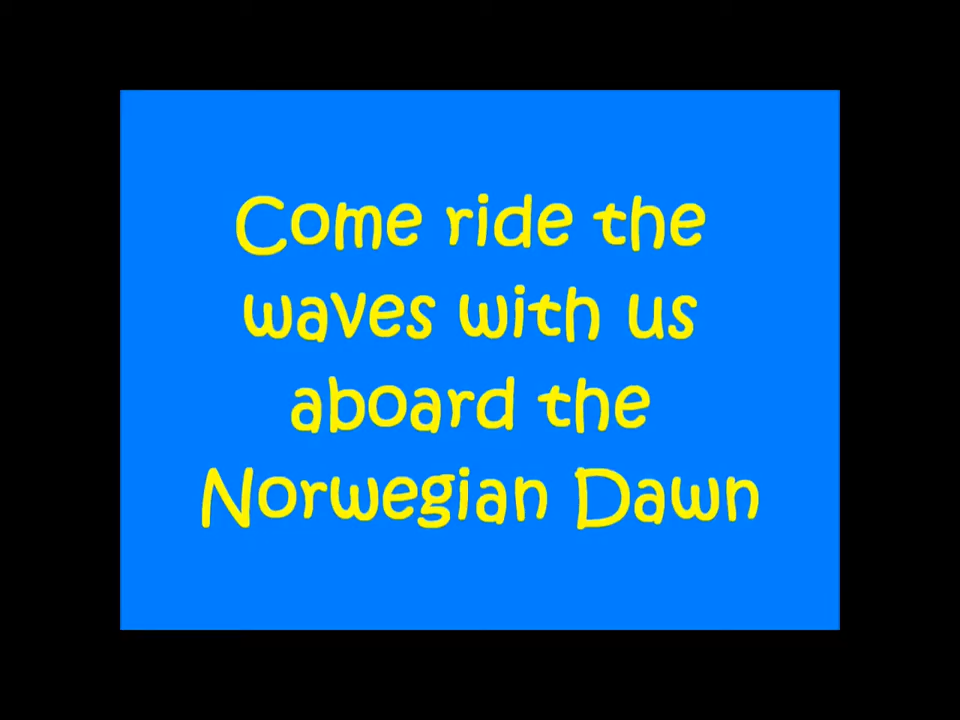 Come ride the
waves with us
aboard the
Norwegian Dawn